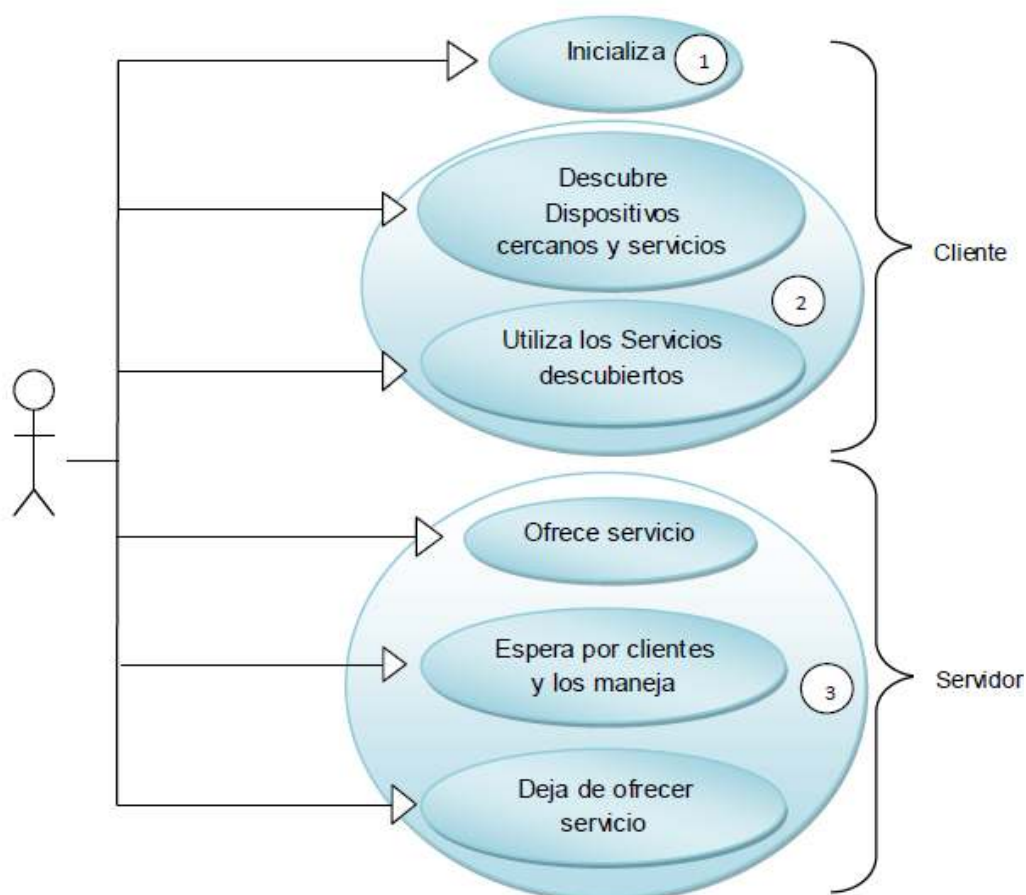 Inicializa
1
Descubre
Dispositivos
cercanos y servicios
Cliente
2
Utiliza los Servicios
descubiertos
Ofrece servicio
Espera por clientes
y los maneja
3
Servidor
Deja de ofrecer
servicio